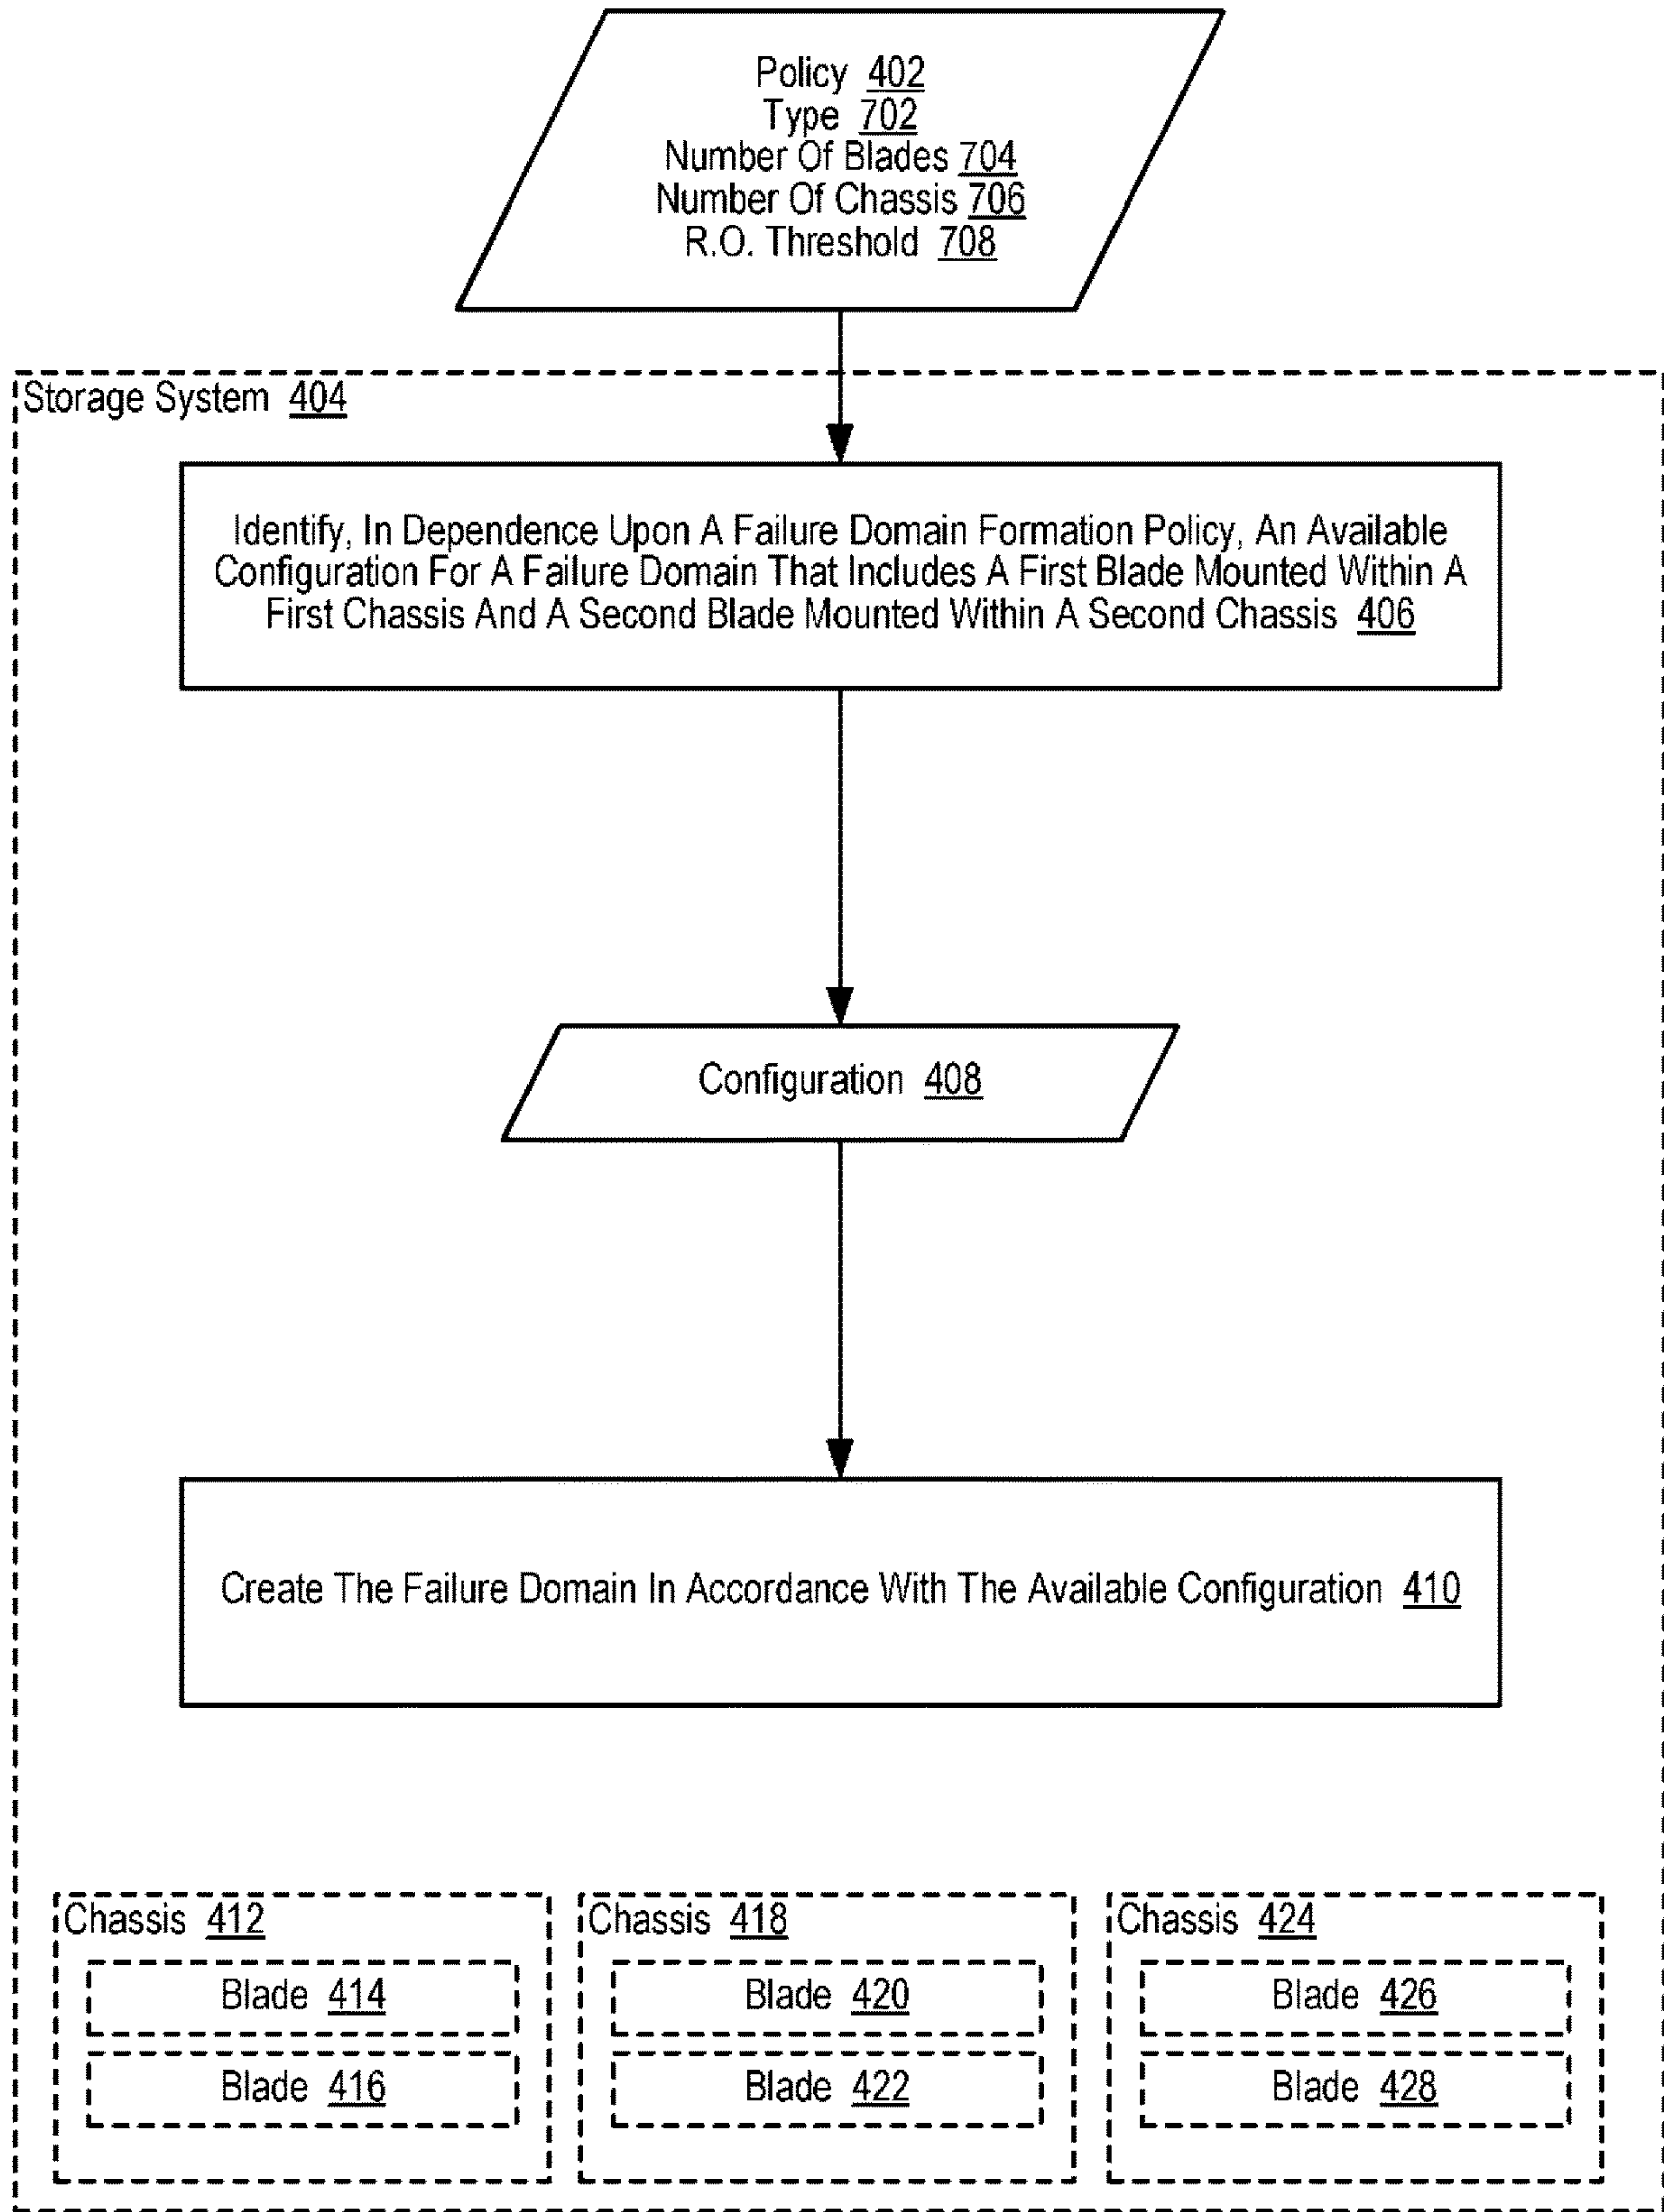 Policy 402
Type 702
Number Of Blades 704
Number Of Chassis 706
R.O. Threshold 708
Storage System 404
Identify, In Dependence Upon A Failure Domain Formation Policy, An Available
Configuration For A Failure Domain That Includes A First Blade Mounted Within A
First Chassis And A Second Blade Mounted Within A Second Chassis 406
Configuration 408
Create The Failure Domain In Accordance With The Available Configuration 410
Chassis 412
Blade 414
Blade 416
Chassis 418
Blade 420
Blade 422
Chassis 424
Blade 426
Blade 428